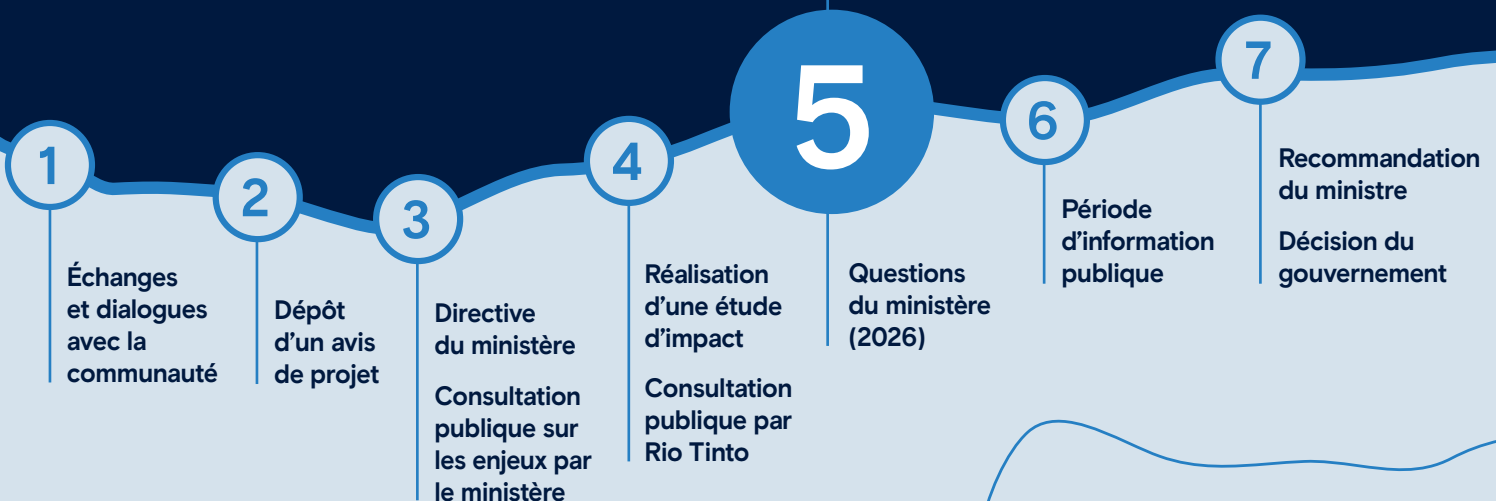 1
Échanges
et dialogues
avec la
communauté
2
Dépôt
d’un avis
de projet
3
Directive
du ministère
Consultation
publique sur
les enjeux par
le ministère
4
Réalisation
d’une étude
d’impact
Consultation
publique par
Rio Tinto
5
Questions
du ministère
(2026)
6
Période
d’information
publique
7
Recommandation
du ministre
Décision du
gouvernement